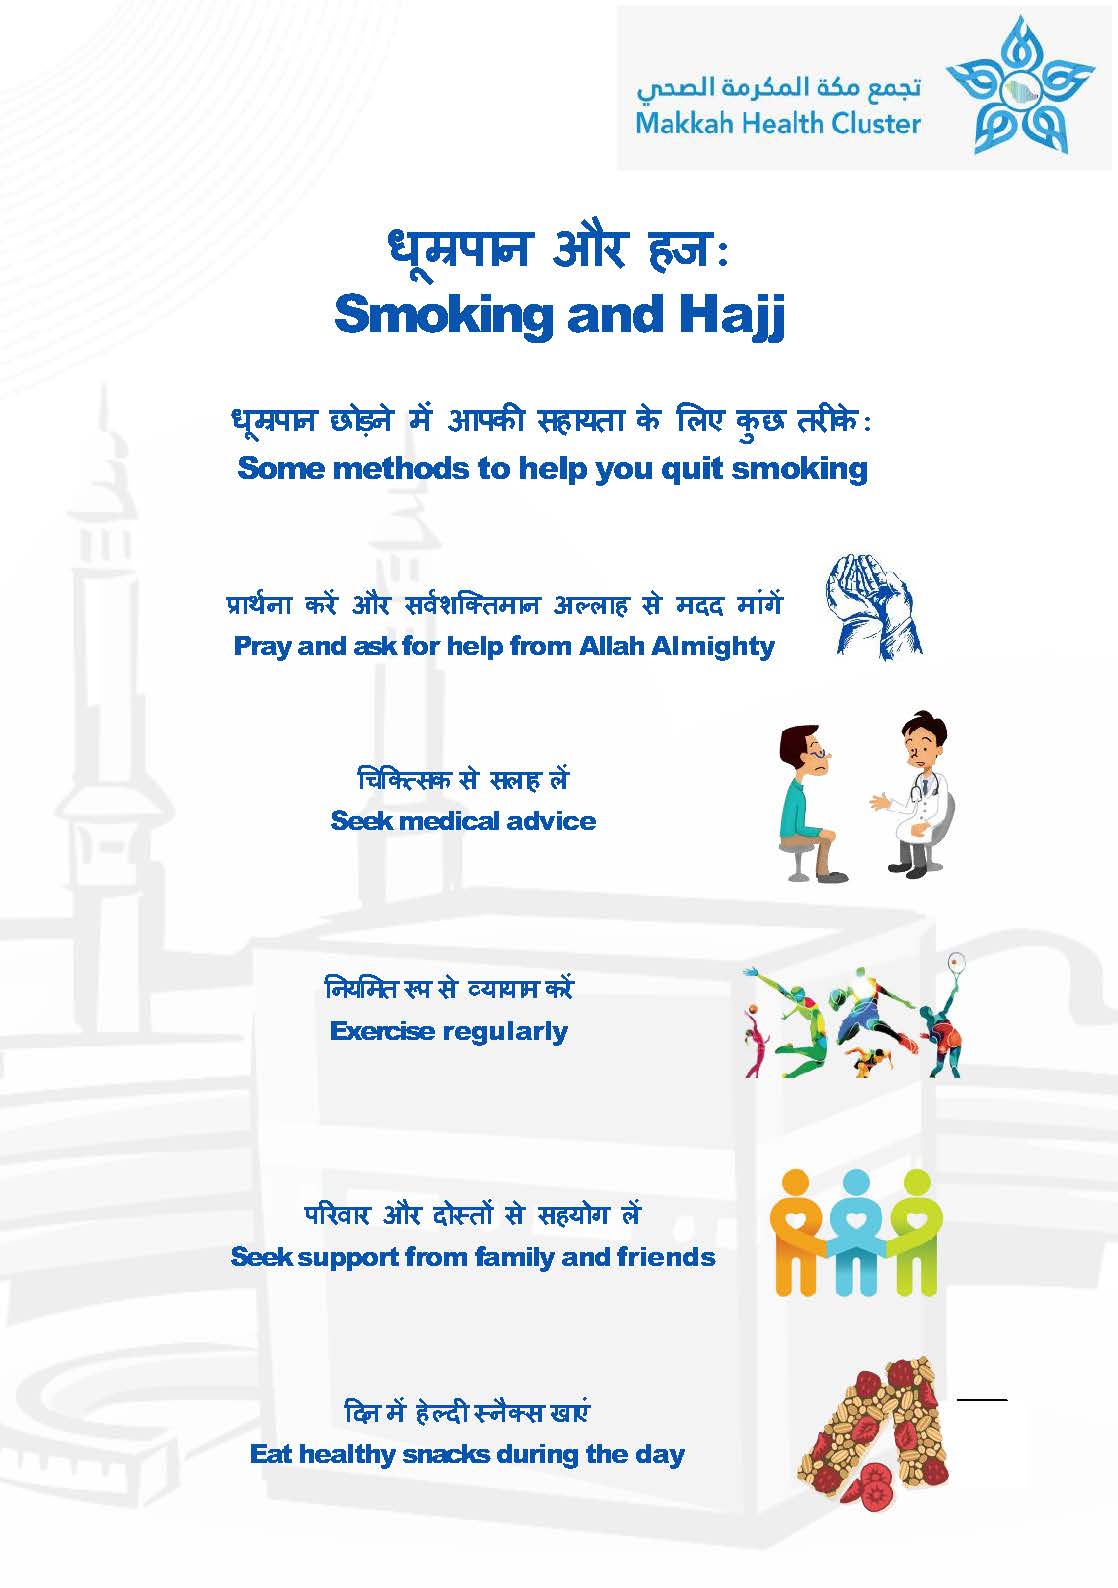 تجمع مكة المكرمة الصحي
Makkah Health Cluster
धूम्रपान और हज:
Smoking and Hajj
धूम्रपान छोड़ने में आपकी सहायता के लिए कुछ तरीके:
Some methods to help you quit smoking
प्रार्थना करें और सर्वशक्तिमान अल्लाह से मदद मांगें
Pray and ask for help from Allah Almighty
चिकित्सक से सलाह लें
Seek medical advice
नियमित रूप से व्यायाम करें
Exercise regularly
परिवार और दोस्तों से सहयोग लें
Seek support from family and friends
दिन में हेल्दी स्नैक्स खाएं
Eat healthy snacks during the day